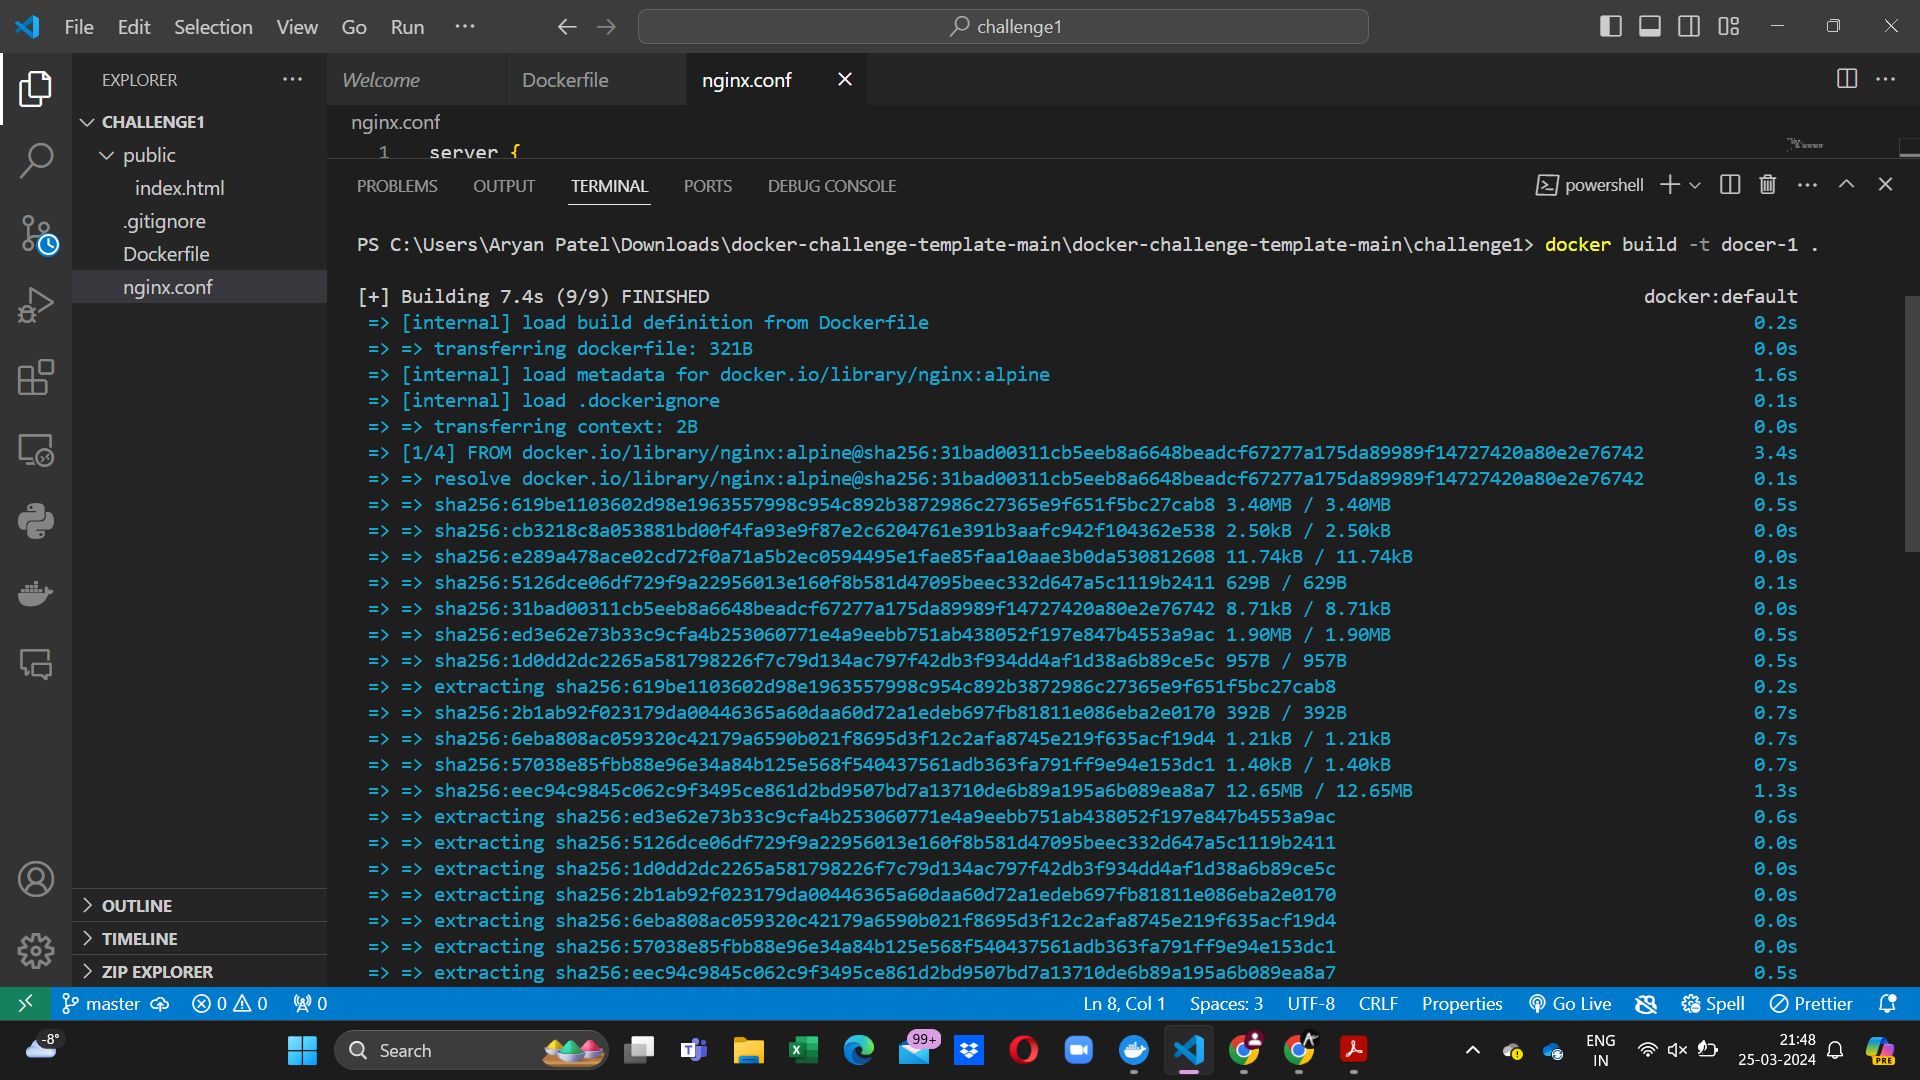 File Edit Selection View Go Run ···
challenge1
EXPLORER
Welcome Dockerfile nginx.conf
CHALLENGE1
public
index.html
.gitignore
Dockerfile
nginx.conf
OUTLINE
TIMELINE
ZIP EXPLORER
nginx.conf
1 server {
PROBLEMS OUTPUT TERMINAL PORTS DEBUG CONSOLE
powershell
PS C:\Users\Aryan Patel\Downloads\docker-challenge-template-main\docker-challenge-template-main\challenge1> docker build -t docer-1 .
[+] Building 7.4s (9/9) FINISHED docker:default
=> [internal] load build definition from Dockerfile 0.2s
=> => transferring dockerfile: 321B 0.0s
=> [internal] load metadata for docker.io/library/nginx:alpine 1.6s
=> [internal] load .dockerignore 0.1s
=> => transferring context: 2B 0.0s
=> [1/4] FROM docker.io/library/nginx:alpine@sha256:31bad00311cb5eeb8a6648beadcf67277a175da89989f14727420a80e2e76742 3.4s
=> => resolve docker.io/library/nginx:alpine@sha256:31bad00311cb5eeb8a6648beadcf67277a175da89989f14727420a80e2e76742 0.1s
=> => sha256:619be1103602d98e1963557998c954c892b3872986c27365e9f651f5bc27cab8 3.40MB / 3.40MB 0.5s
=> => sha256:cb3218c8a053881bd00f4fa93e9f87e2c6204761e391b3aafc942f104362e538 2.50kB / 2.50kB 0.0s
=> => sha256:e289a478ace02cd72f0a71a5b2ec0594495e1fae85faa10aae3b0da530812608 11.74kB / 11.74kB 0.0s
=> => sha256:5126dce06df729f9a22956013e160f8b581d47095beec332d647a5c1119b2411 629B / 629B 0.1s
=> => sha256:31bad00311cb5eeb8a6648beadcf67277a175da89989f14727420a80e2e76742 8.71kB / 8.71kB 0.0s
=> => sha256:ed3e62e73b33c9cfa4b253060771e4a9eebb751ab438052f197e847b4553a9ac 1.90MB / 1.90MB 0.5s
=> => sha256:1d0dd2dc2265a581798226f7c79d134ac797f42db3f934dd4af1d38a6b89ce5c 957B / 957B 0.5s
=> => extracting sha256:619be1103602d98e1963557998c954c892b3872986c27365e9f651f5bc27cab8 0.2s
=> => sha256:2b1ab92f023179da00446365a60daa60d72a1edeb697fb81811e086eba2e0170 392B / 392B 0.7s
=> => sha256:6eba808ac059320c42179a6590b021f8695d3f12c2afa8745e219f635acf19d4 1.21kB / 1.21kB 0.7s
=> => sha256:57038e85fbb88e96e34a84b125e568f540437561adb363fa791ff9e94e153dc1 1.40kB / 1.40kB 0.7s
=> => sha256:eec94c9845c062c9f3495ce861d2bd9507bd7a13710de6b89a195a6b089ea8a7 12.65MB / 12.65MB 1.3s
=> => extracting sha256:ed3e62e73b33c9cfa4b253060771e4a9eebb751ab438052f197e847b4553a9ac 0.6s
=> => extracting sha256:5126dce06df729f9a22956013e160f8b581d47095beec332d647a5c1119b2411 0.0s
=> => extracting sha256:1d0dd2dc2265a581798226f7c79d134ac797f42db3f934dd4af1d38a6b89ce5c 0.0s
=> => extracting sha256:2b1ab92f023179da00446365a60daa60d72a1edeb697fb81811e086eba2e0170 0.0s
=> => extracting sha256:6eba808ac059320c42179a6590b021f8695d3f12c2afa8745e219f635acf19d4 0.0s
=> => extracting sha256:57038e85fbb88e96e34a84b125e568f540437561adb363fa791ff9e94e153dc1 0.0s
=> => extracting sha256:eec94c9845c062c9f3495ce861d2bd9507bd7a13710de6b89a195a6b089ea8a7 0.5s
master 0 0 0 Ln 8, Col 1 Spaces: 3 UTF-8 CRLF Properties Go Live Spell Prettier
-8°
Search
99+
ENG
IN
21:48
25-03-2024
PRE